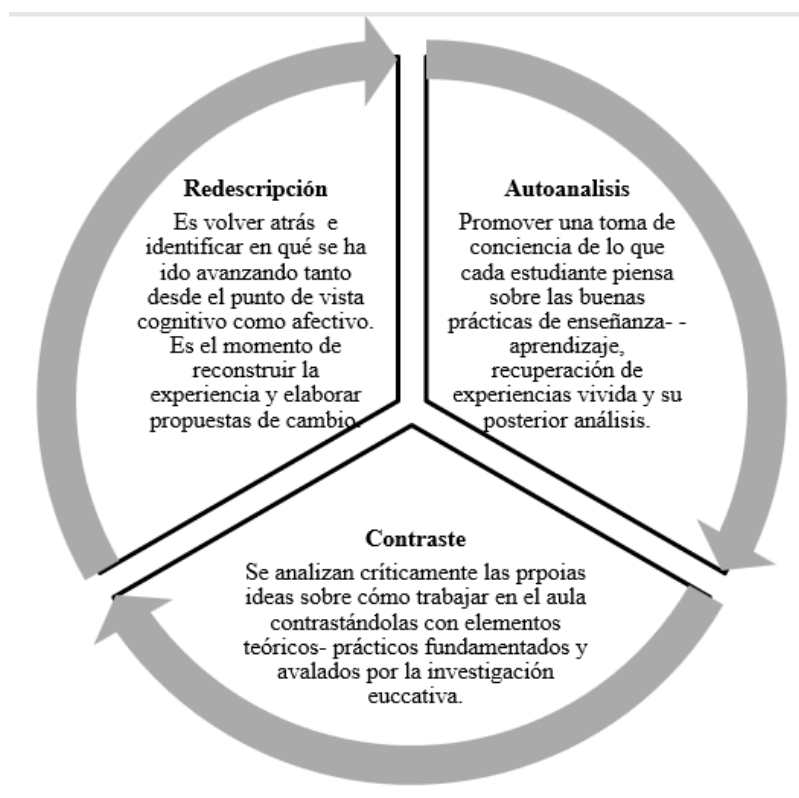 Redescripción
Es volver atrás e
identificar en qué se ha
ido avanzando tanto
desde el punto de vista
cognitivo como afectivo.
Es el momento de
reconstruir la
experiencia y elaborar
propuestas de cambio.
Autoanalisis
Promover una toma de
conciencia de lo que
cada estudiante piensa
sobre las buenas
prácticas de enseñanza- -
aprendizaje,
recuperación de
experiencias vivida y su
posterior análisis.
Contraste
Se analizan críticamente las prpoias
ideas sobre cómo trabajar en el aula
contrastándolas con elementos
teóricos- prácticos fundamentados y
avalados por la investigación
euccativa.